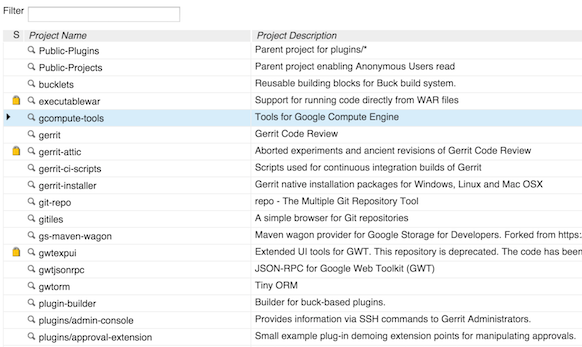 Filter
S Project Name Project Description
Public-Plugins Parent project for plugins/*
Public-Projects Parent project enabling Anonymous Users read
bucklets Reusable building blocks for Buck build system.
executablewar Support for running code directly from WAR files
gcompute-tools Tools for Google Compute Engine
gerrit Gerrit Code Review
gerrit-attic Aborted experiments and ancient revisions of Gerrit Code Review
gerrit-ci-scripts Scripts used for continuous integration builds of Gerrit
gerrit-installer Gerrit native installation packages for Windows, Linux and Mac OSX
git-repo repo - The Multiple Git Repository Tool
gitiles A simple browser for Git repositories
gs-maven-wagon Maven wagon provider for Google Storage for Developers. Forked from https:
gwtexpui Extended UI tools for GWT. This repository is deprecated. The code has been
gwtjsonrpc JSON-RPC for Google Web Toolkit (GWT)
gwtorm Tiny ORM
plugin-builder Builder for buck-based plugins.
plugins/admin-console Provides information via SSH commands to Gerrit Administrators.
plugins/approval-extension Small example plug-in demoing extension points for manipulating approvals.